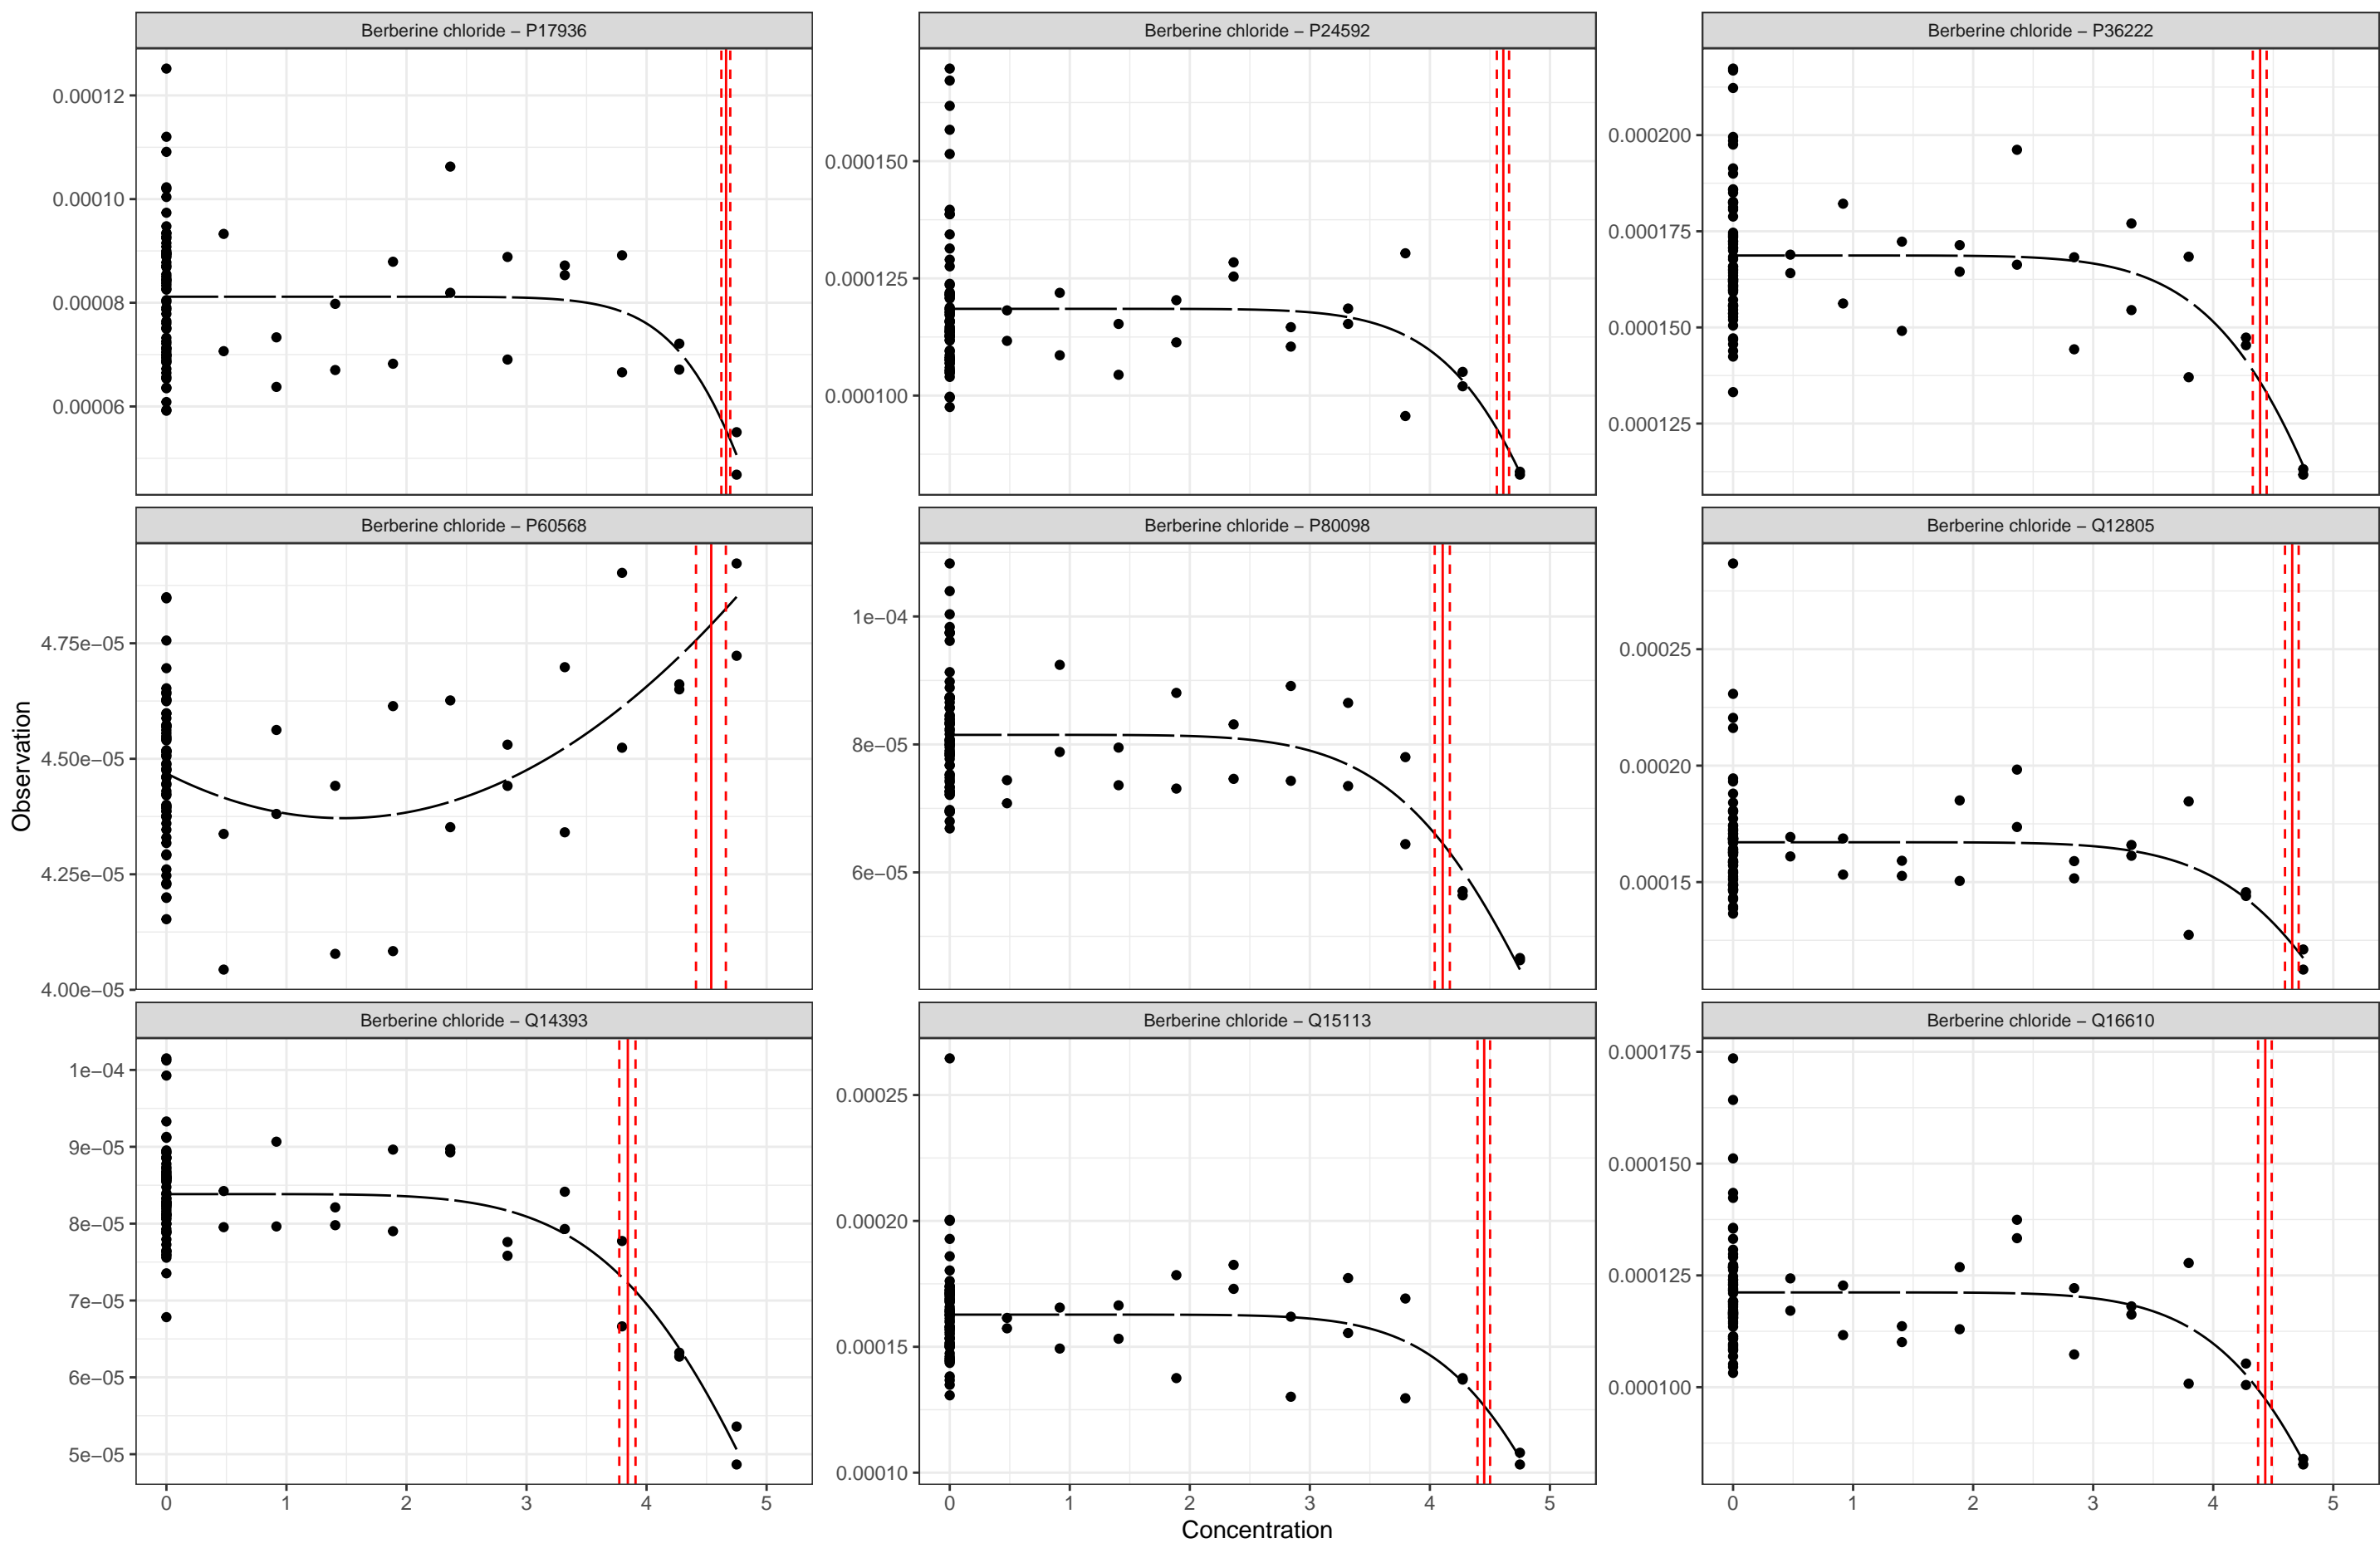 Berberine chloride – P17936
Berberine chloride – P24592
Berberine chloride – P36222
0.00012
0.00010
0.00008
0.00006
0.000150
0.000125
0.000100
0.000200
0.000175
0.000150
0.000125
Berberine chloride – P60568
Berberine chloride – P80098
Berberine chloride – Q12805
4.75e−05
4.50e−05
4.25e−05
4.00e−05
1e−04
8e−05
6e−05
0.00025
0.00020
0.00015
Observation
Berberine chloride – Q14393
Berberine chloride – Q15113
Berberine chloride – Q16610
1e−04
9e−05
8e−05
7e−05
6e−05
5e−05
0.00025
0.00020
0.00015
0.00010
0.000175
0.000150
0.000125
0.000100
0 1 2 3 4 5
0 1 2 3 4 5
0 1 2 3 4 5
Concentration